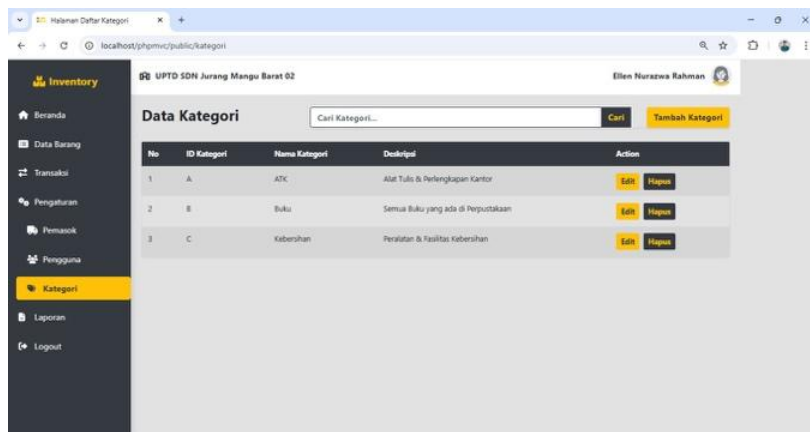 Halaman Daftar Kategori
localhost/phpmvc/public/kategori
Inventory
UPTD SDN Jurang Mangu Barat 02
Ellen Nurazwa Rahman
Beranda
Data Barang
Transaksi
Pengaturan
Pemasok
Pengguna
Kategori
Laporan
Logout
Data Kategori
Cari Kategori...
Cari
Tambah Kategori
No ID Kategori Nama Kategori Deskripsi Action
1 A ATK Alat Tulis & Perlengkapan Kantor Edit Hapus
2 B Buku Semua Buku yang ada di Perpustakaan Edit Hapus
3 C Kebersihan Peralatan & Fasilitas Kebersihan Edit Hapus